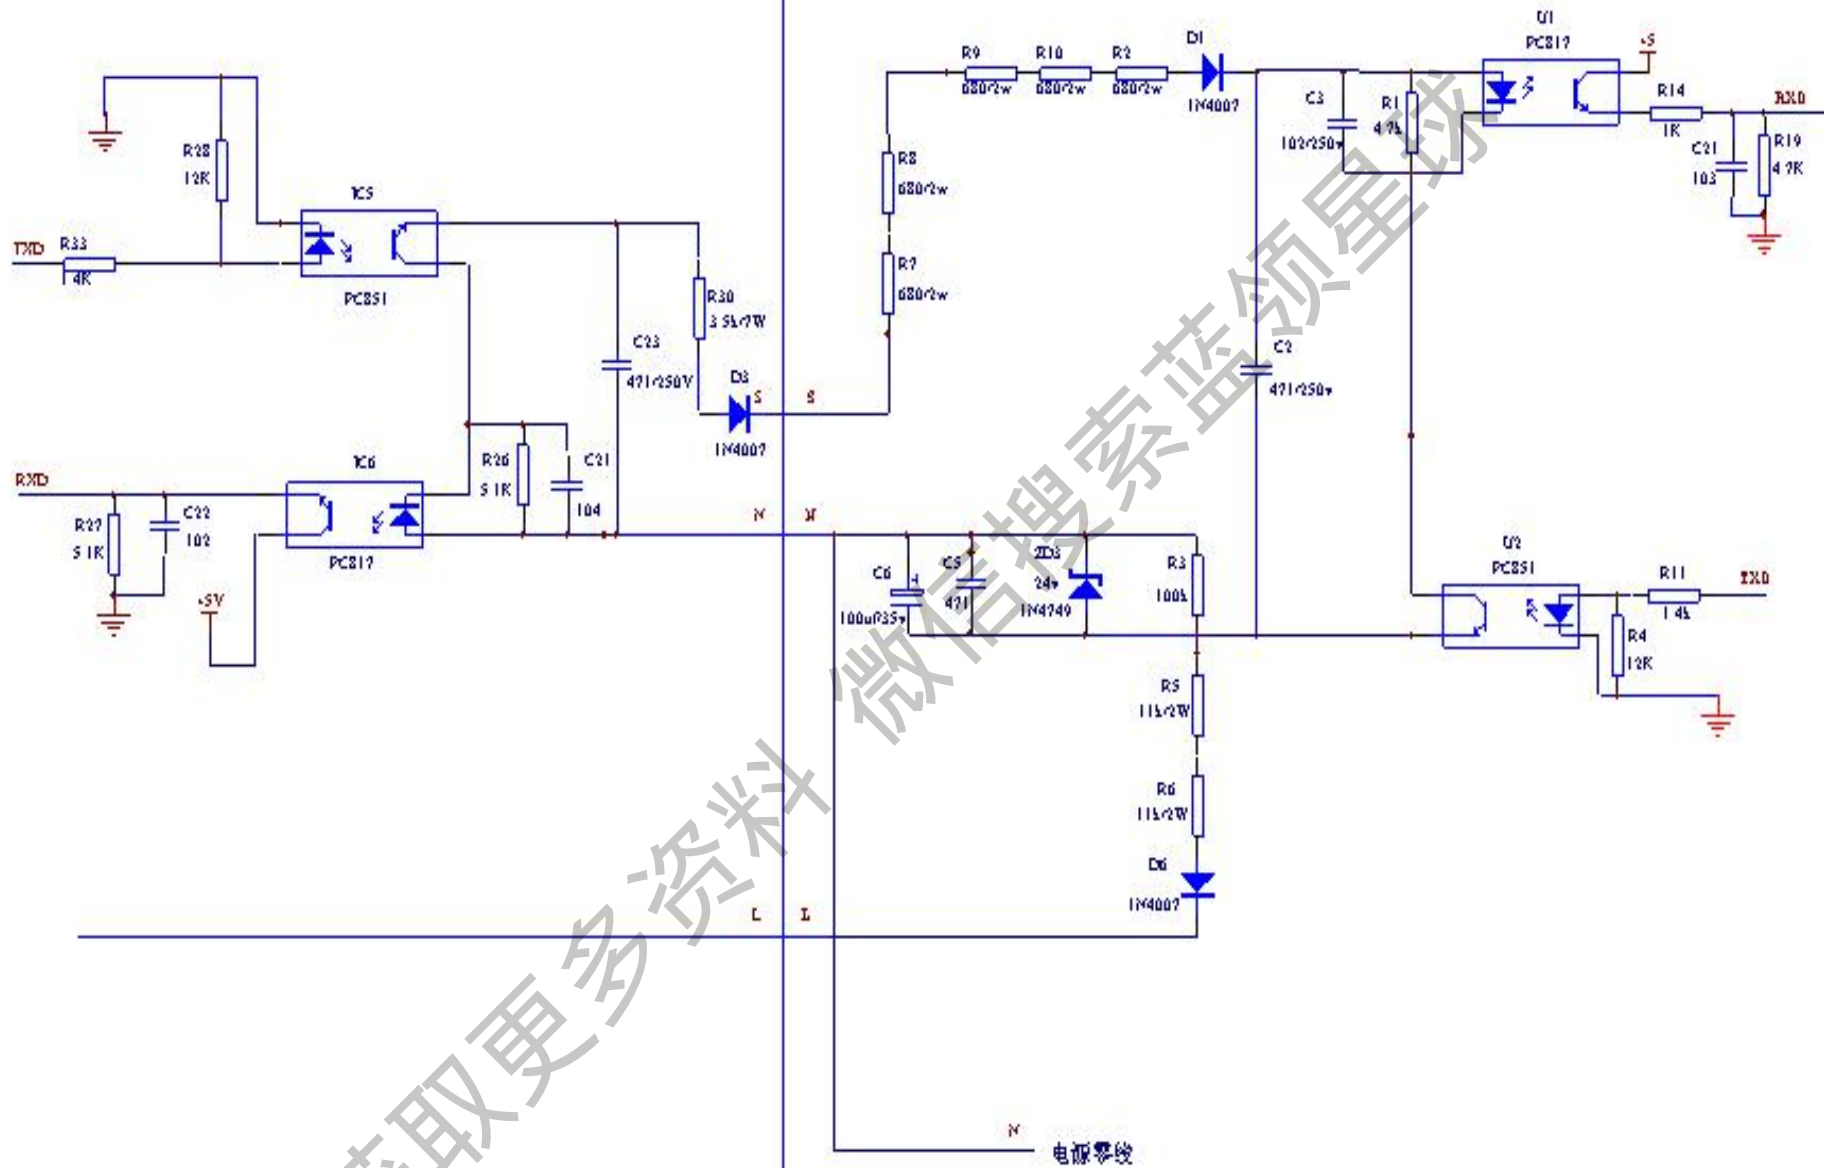 U1
PC817
+5
R9
R10
R2
D1
680/2w
680/2w
680/2w
1N4007
C3
102/250v
R1
4.7k
R14
1K
RXD
C21
103
R19
4.7K
R28
12K
IC5
R8
680/2w
TXD
R33
1.4K
PC851
R7
680/2w
R30
3.5k/7W
C23
471/250V
C2
471/250v
D3
S
S
1N4007
RXD
IC6
R26
5.1K
C21
104
R27
5.1K
C22
102
N
N
PC817
+5V
C6
100uf/35v
C5
471
ZD3
24v
1N4749
R3
100k
U2
PC851
R11
1.4k
TXD
R4
12K
R5
11k/2W
R6
11k/2W
D6
1N4007
L
L
N
电源零线
获取更多资料 微信搜索蓝领星球